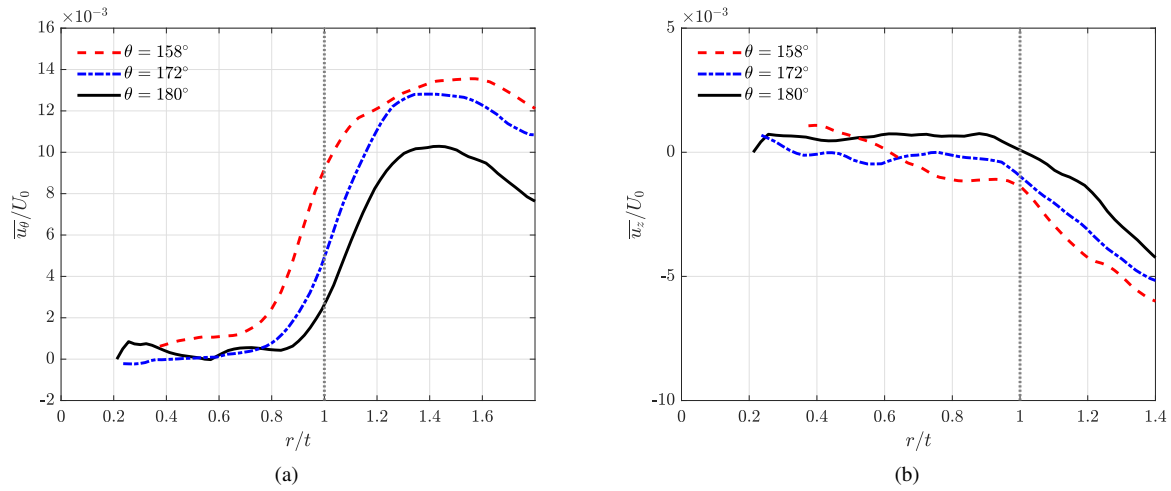 ×10⁻³
16
14
12
10
8
6
4
2
0
-2
θ = 158°
θ = 172°
θ = 180°
u̅_θ/U₀
0 0.2 0.4 0.6 0.8 1 1.2 1.4 1.6
r/t
(a)
×10⁻³
5
0
-5
-10
θ = 158°
θ = 172°
θ = 180°
u̅_z/U₀
0 0.2 0.4 0.6 0.8 1 1.2 1.4
r/t
(b)